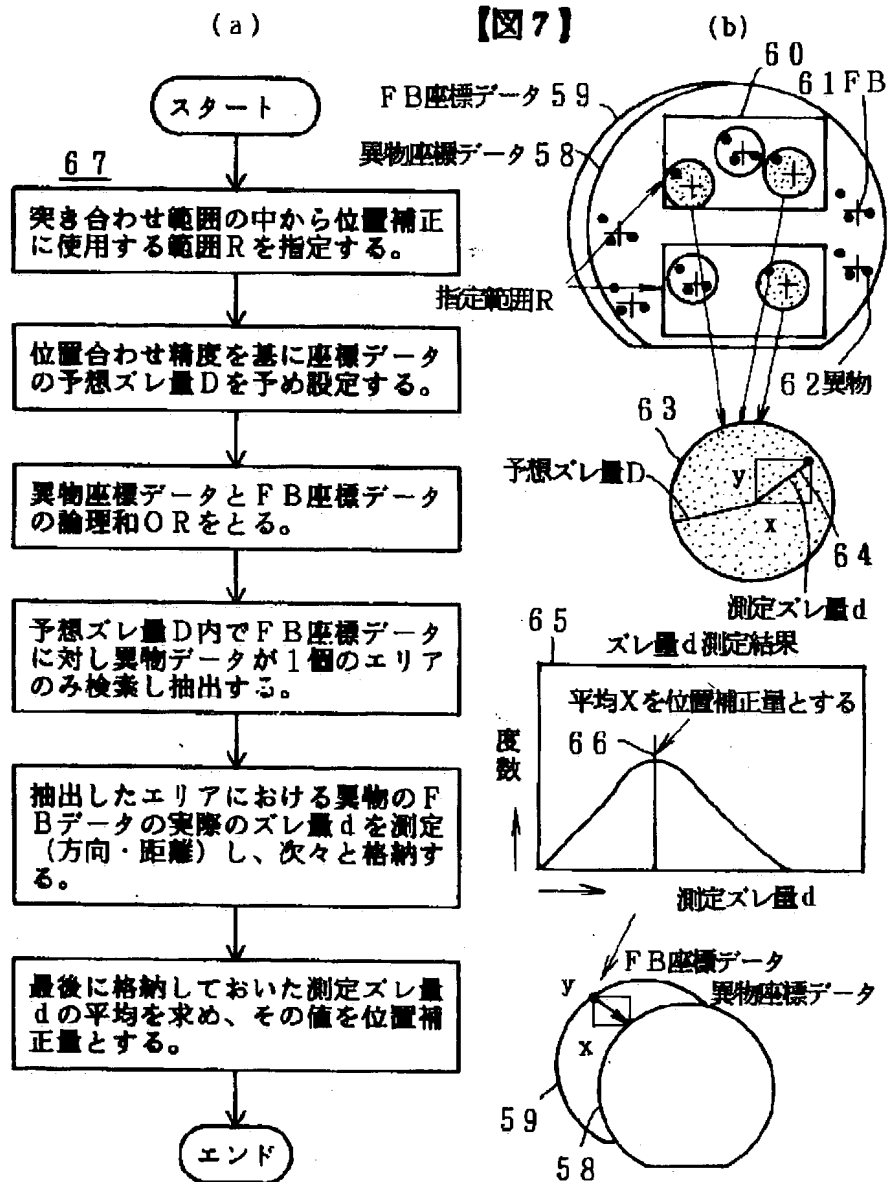 (a)
【図7】
(b)
スタート
67
突き合わせ範囲の中から位置補正
に使用する範囲Rを指定する。
位置合わせ精度を基に座標データ
の予想ズレ量Dを予め設定する。
異物座標データとFB座標データ
の論理和ORをとる。
予想ズレ量D内でFB座標データ
に対し異物データが1個のエリア
のみ検索し抽出する。
抽出したエリアにおける異物のF
Bデータの実際のズレ量dを測定
(方向・距離)し、次々と格納す
る。
最後に格納しておいた測定ズレ量
dの平均を求め、その値を位置補
正量とする。
エンド
60
61FB
FB座標データ59
異物座標データ58
指定範囲R
62異物
63
予想ズレ量D
y
x
64
測定ズレ量d
65
ズレ量d測定結果
平均Xを位置補正量とする
66
度
数
測定ズレ量d
FB座標データ
y
異物座標データ
x
59
58